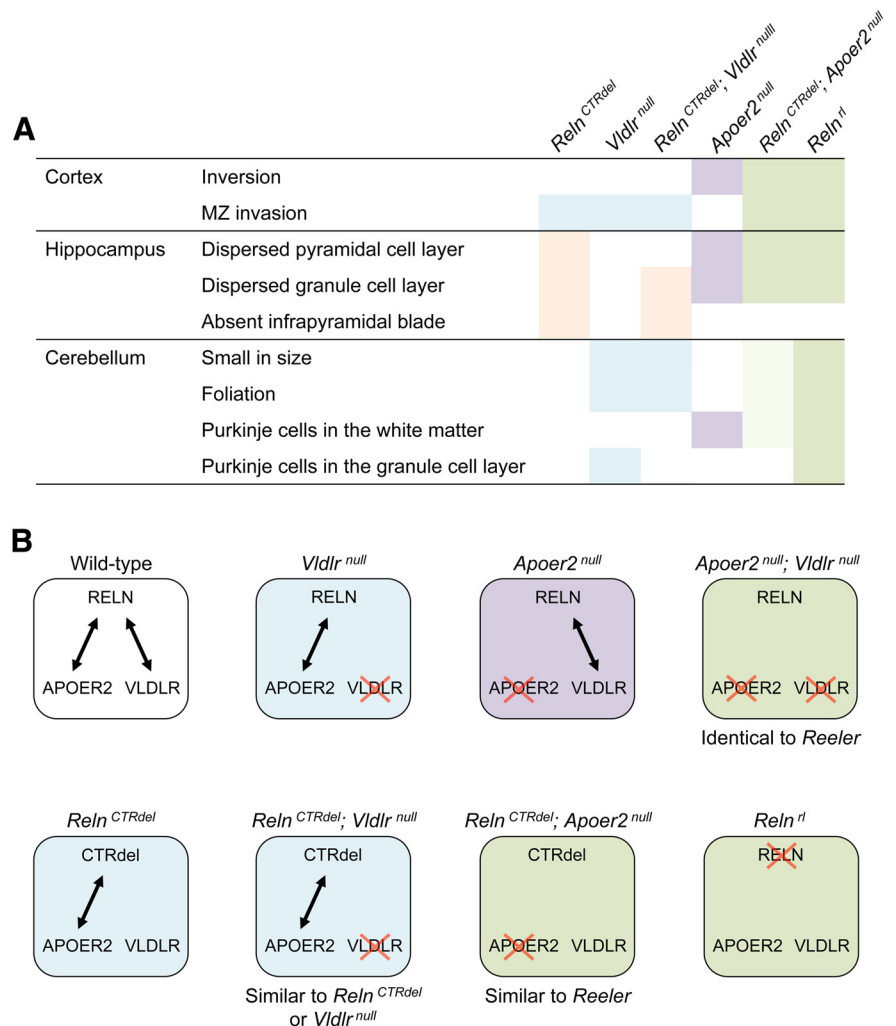 A
Reln CTRdel
Vldlr null
Reln CTRdel; Vldlr nulll
Apoer2 null
Reln CTRdel; Apoer2 null
Reln rl
Cortex Inversion
MZ invasion
Hippocampus Dispersed pyramidal cell layer
Dispersed granule cell layer
Absent infrapyramidal blade
Cerebellum Small in size
Foliation
Purkinje cells in the white matter
Purkinje cells in the granule cell layer
B
Wild-type
RELN
APOER2 VLDLR
Vldlr null
RELN
APOER2 VLDLR
Apoer2 null
RELN
APOER2 VLDLR
Apoer2 null; Vldlr null
RELN
APOER2 VLDLR
Identical to Reeler
Reln CTRdel
CTRdel
APOER2 VLDLR
Reln CTRdel; Vldlr null
CTRdel
APOER2 VLDLR
Similar to Reln CTRdel
or Vldlr null
Reln CTRdel; Apoer2 null
CTRdel
APOER2 VLDLR
Similar to Reeler
Reln rl
RELN
APOER2 VLDLR